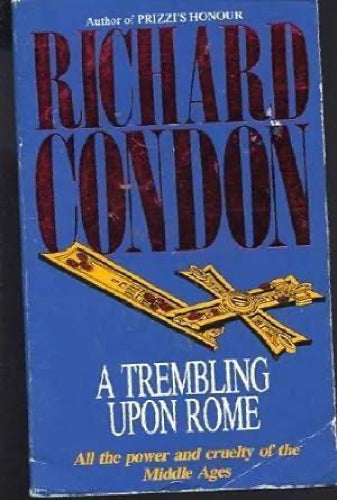 Author of PRIZZI'S HONOUR
RICHARD
CONDON
A TREMBLING
UPON ROME
All the power and cruelty of the
Middle Ages